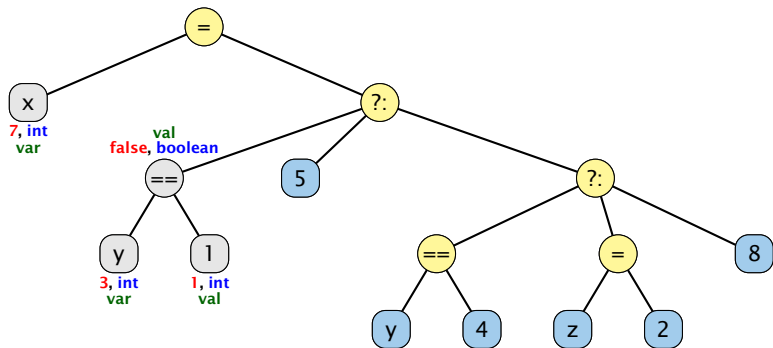 =
x
?:
7, int
var
val
false, boolean
==
5
?:
y
1
==
=
8
3, int
var
1, int
val
y
4
z
2